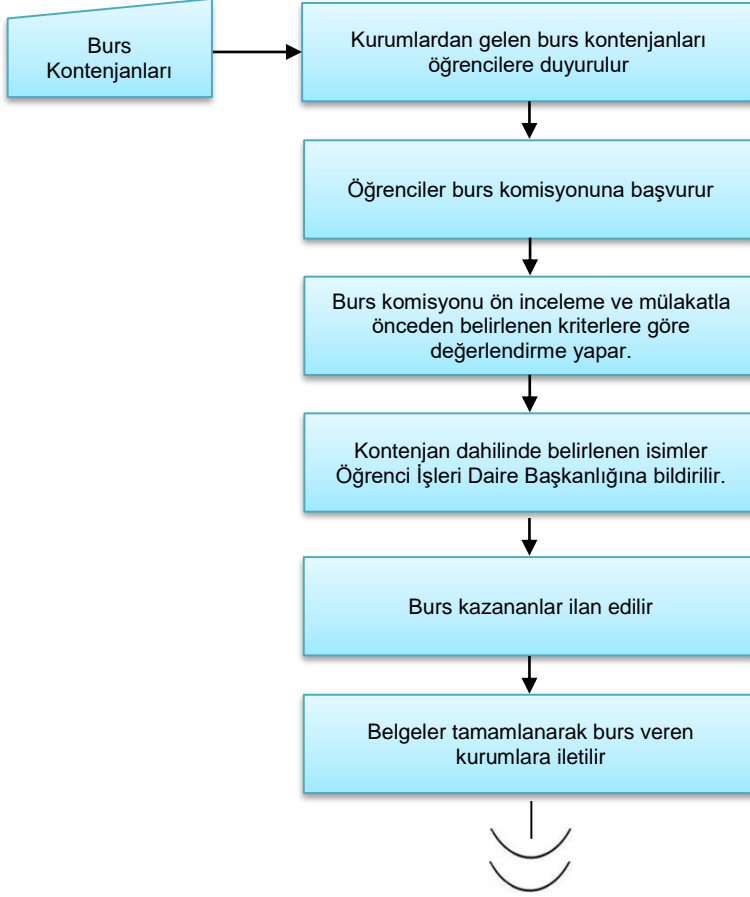 Burs
Kontenjanları
Kurumlardan gelen burs kontenjanları
öğrencilere duyurulur
Öğrenciler burs komisyonuna başvurur
Burs komisyonu ön inceleme ve mülakatla
önceden belirlenen kriterlere göre
değerlendirme yapar.
Kontenjan dahilinde belirlenen isimler
Öğrenci İşleri Daire Başkanlığına bildirilir.
Burs kazananlar ilan edilir
Belgeler tamamlanarak burs veren
kurumlara iletilir